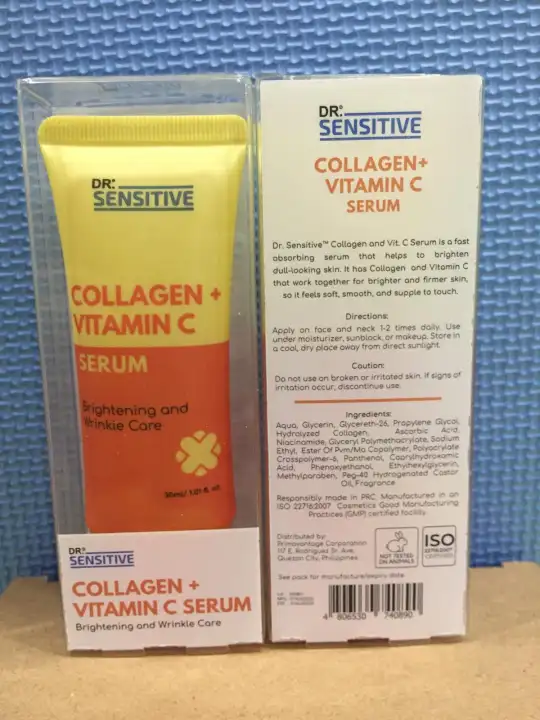 DR.
SENSITIVE
COLLAGEN +
VITAMIN C
SERUM
Brightening and
Wrinkle Care
30ml/ 1.01 fl. oz.
DR.
SENSITIVE
COLLAGEN +
VITAMIN C SERUM
Brightening and Wrinkle Care
DR.
SENSITIVE
COLLAGEN+
VITAMIN C
SERUM
Dr. Sensitive™ Collagen and Vit. C Serum is a fast
absorbing serum that helps to brighten
dull-looking skin. It has Collagen and Vitamin C
that work together for brighter and firmer skin,
so it feels soft, smooth, and supple to touch.
Directions:
Apply on face and neck 1-2 times daily. Use
under moisturizer, sunblock, or makeup. Store in
a cool, dry place away from direct sunlight.
Caution:
Do not use on broken or irritated skin. If signs of
irritation occur, discontinue use.
Ingredients:
Aqua, Glycerin, Glycereth-26, Propylene Glycol,
Hydrolyzed Collagen, Ascorbic Acid,
Niacinamide, Glyceryl Polymethacrylate, Sodium
Ethyl, Ester Of Pvm/Ma Copolymer, Polyacrylate
Crosspolymer-6, Panthenol, Caprylhydroxamic
Acid, Phenoxyethanol, Ethylhexylglycerin,
Methylparaben, Peg-40 Hydrogenated Castor
Oil, Fragrance
Responsibly made in PRC. Manufactured in an
ISO 22716:2007 Cosmetics Good Manufacturing
Practices (GMP) certified facility.
Distributed by:
Primavantage Corporation
117 E. Rodriguez Sr. Ave,
Quezon City, Philippines
NOT TESTED
ON ANIMALS
ISO
See pack for manufacture/expiry date
4 806530 740890